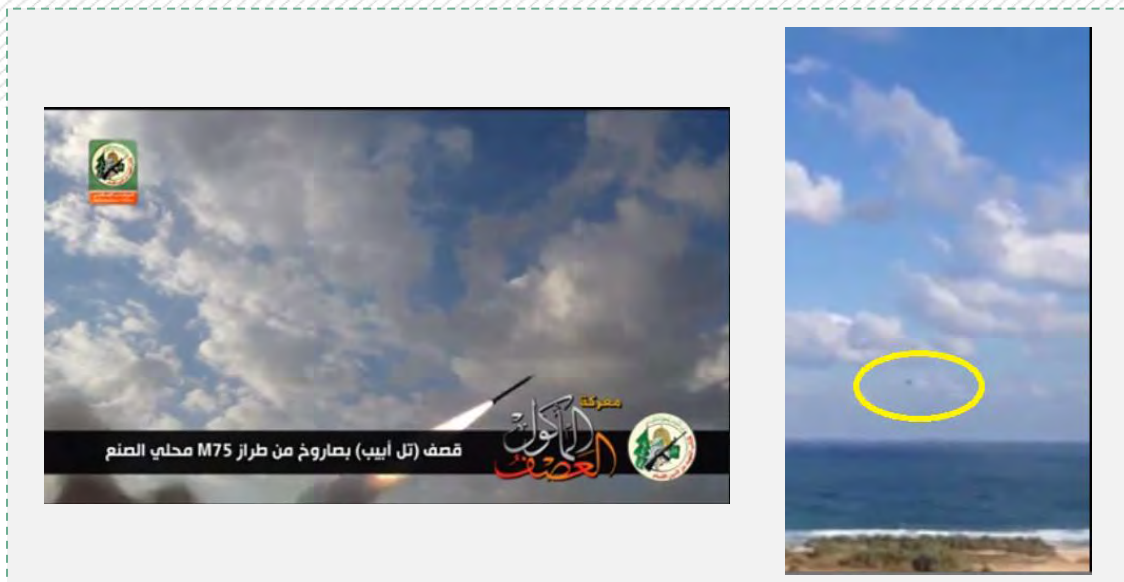 معركة
العصف المأكول
قصف (تل أبيب) بصاروخ من طراز M75 محلي الصنع